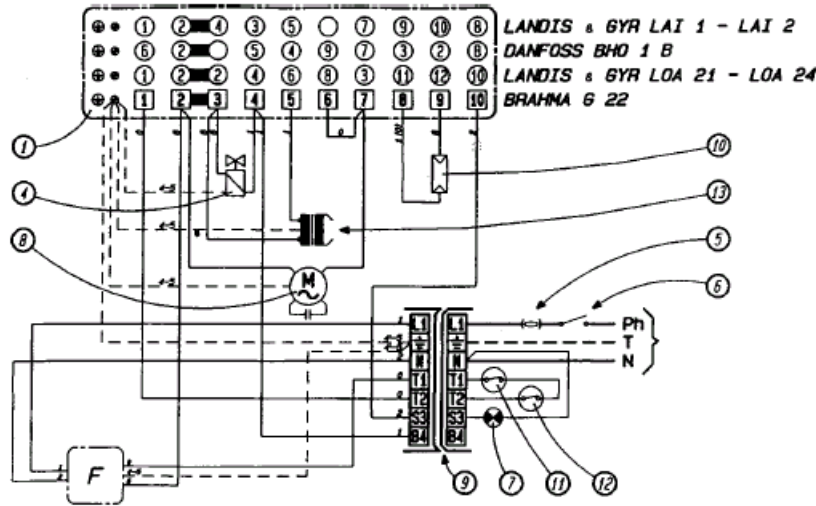 1 2 4 3 5 7 9 10 8 LANDIS & GYR LAI 1 - LAI 2
6 2 5 4 9 7 3 2 8 DANFOSS BHO 1 B
1 2 2 4 6 8 3 11 12 10 LANDIS & GYR LOA 21 - LOA 24
1 2 3 4 5 6 7 8 9 10 BRAHMA G 22
1
10
4
13
8
M
5
6
L1 L1 Ph
T
N N N
T1 T1
T2 T2
S3 S3
B4 B4
F
9 7 11 12